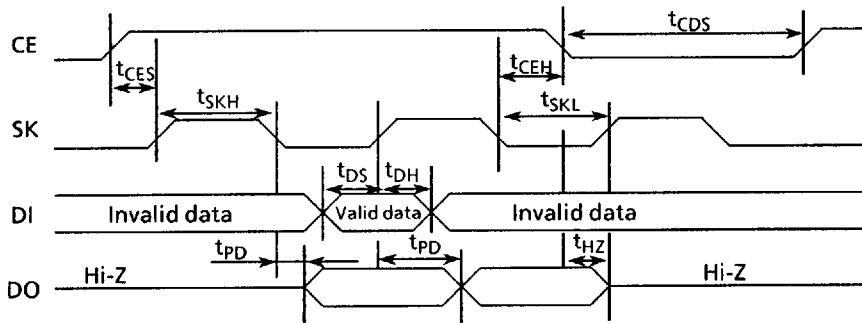 CE
tCDS
tCES
tCEH
tSKH
tSKL
SK
tDS
tDH
DI
Invalid data
Valid data
Invalid data
tPD
tPD
tHZ
DO
Hi-Z
Hi-Z